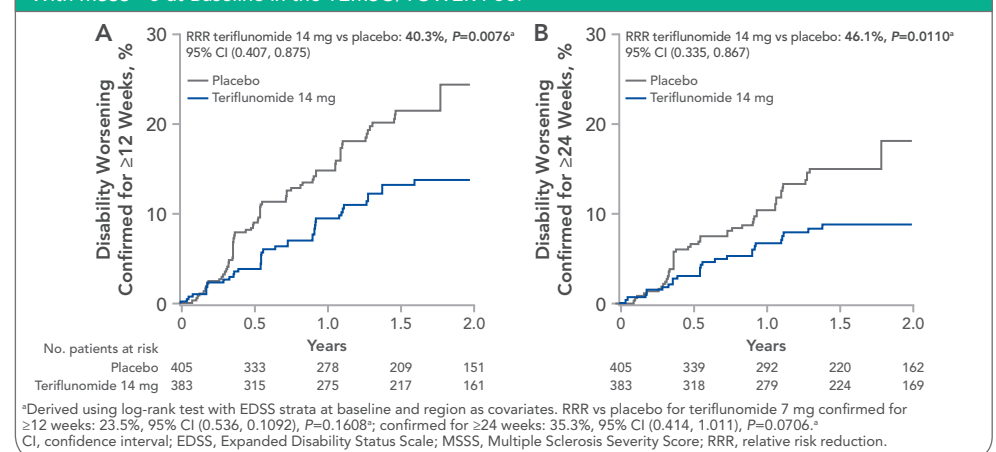 A
RRR teriflunomide 14 mg vs placebo: 40.3%, P=0.0076ᵃ
95% CI (0.407, 0.875)
Placebo
Teriflunomide 14 mg
Disability Worsening
Confirmed for ≥12 Weeks, %
30
20
10
0
0 0.5 1.0 1.5 2.0
Years
B
RRR teriflunomide 14 mg vs placebo: 46.1%, P=0.0110ᵃ
95% CI (0.335, 0.867)
Placebo
Teriflunomide 14 mg
Disability Worsening
Confirmed for ≥24 Weeks, %
30
20
10
0
0 0.5 1.0 1.5 2.0
Years
No. patients at risk
Placebo 405 333 278 209 151 405 339 292 220 162
Teriflunomide 14 mg 383 315 275 217 161 383 318 279 224 169
ᵃDerived using log-rank test with EDSS strata at baseline and region as covariates. RRR vs placebo for teriflunomide 7 mg confirmed for
≥12 weeks: 23.5%, 95% CI (0.536, 0.1092), P=0.1608ᵃ; confirmed for ≥24 weeks: 35.3%, 95% CI (0.414, 1.011), P=0.0706.ᵃ
CI, confidence interval; EDSS, Expanded Disability Status Scale; MSSS, Multiple Sclerosis Severity Score; RRR, relative risk reduction.